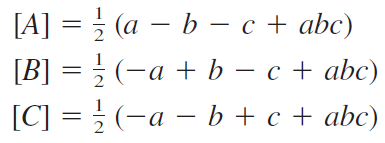 [A] = ½ (a − b − c + abc)
[B] = ½ (−a + b − c + abc)
[C] = ½ (−a − b + c + abc)